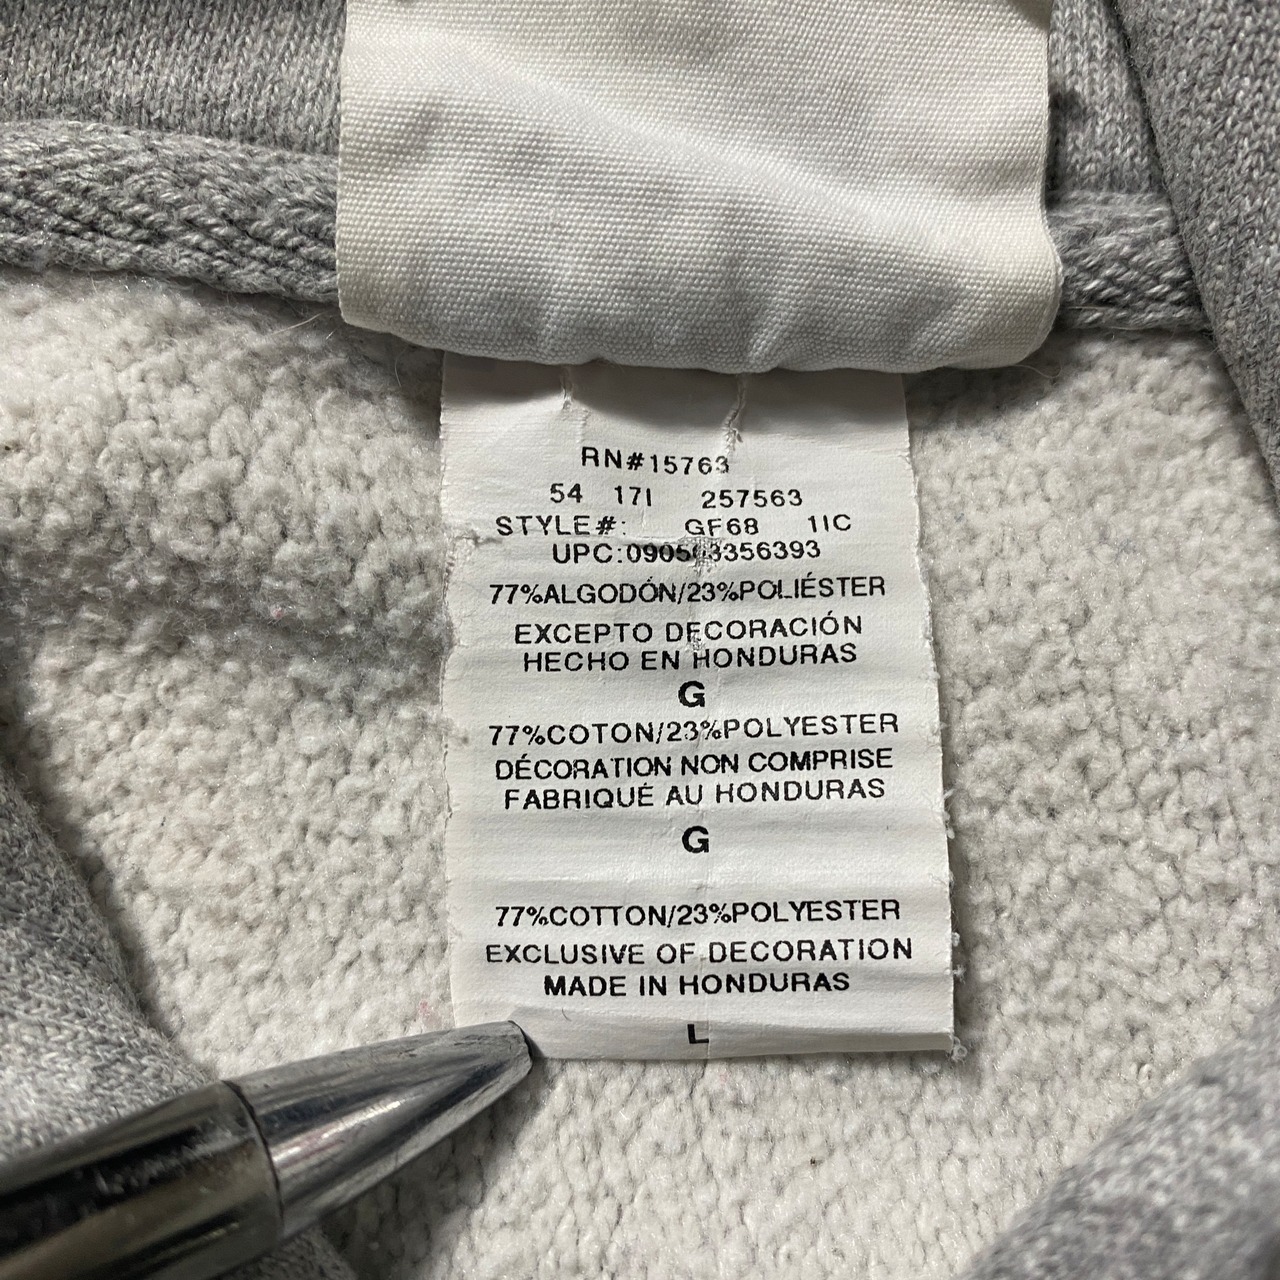 RN#15763
54 17I 257563
STYLE#: GF68 1IC
77%ALGODÓN/23%POLIÉSTER
EXCEPTO DECORACIÓN
HECHO EN HONDURAS
G
77%COTON/23%POLYESTER
DÉCORATION NON COMPRISE
FABRIQUÉ AU HONDURAS
G
77%COTTON/23%POLYESTER
EXCLUSIVE OF DECORATION
MADE IN HONDURAS
L